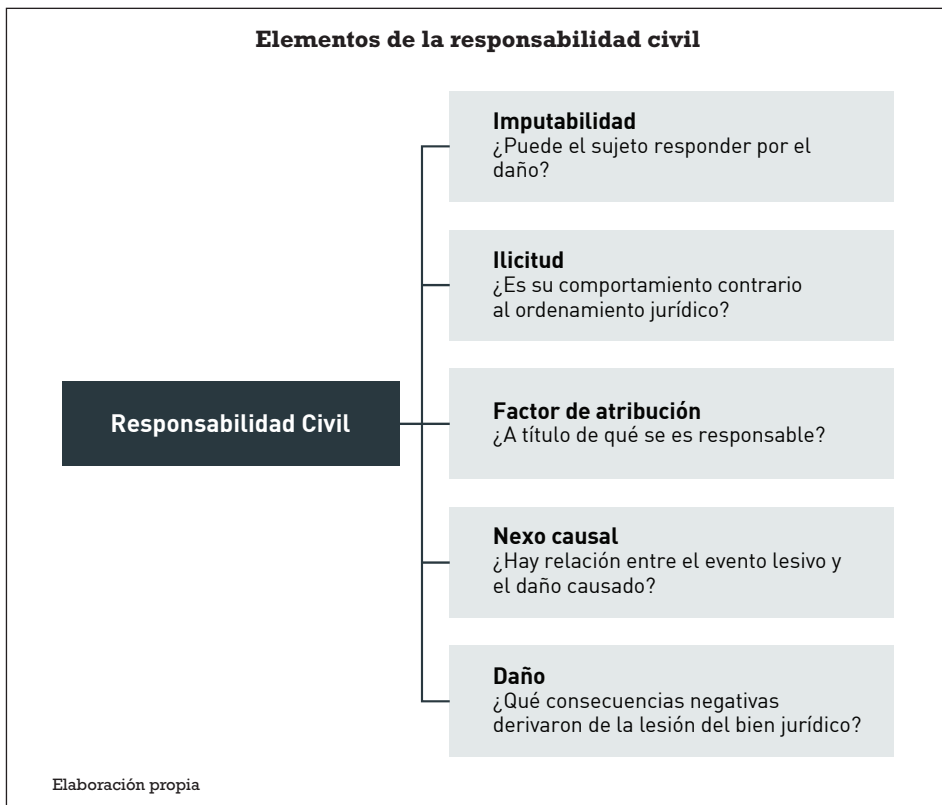 Elementos de la responsabilidad civil
Imputabilidad
¿Puede el sujeto responder por el
daño?
Ilicitud
¿Es su comportamiento contrario
al ordenamiento jurídico?
Responsabilidad Civil
Factor de atribución
¿A título de qué se es responsable?
Nexo causal
¿Hay relación entre el evento lesivo y
el daño causado?
Daño
¿Qué consecuencias negativas
derivaron de la lesión del bien jurídico?
Elaboración propia